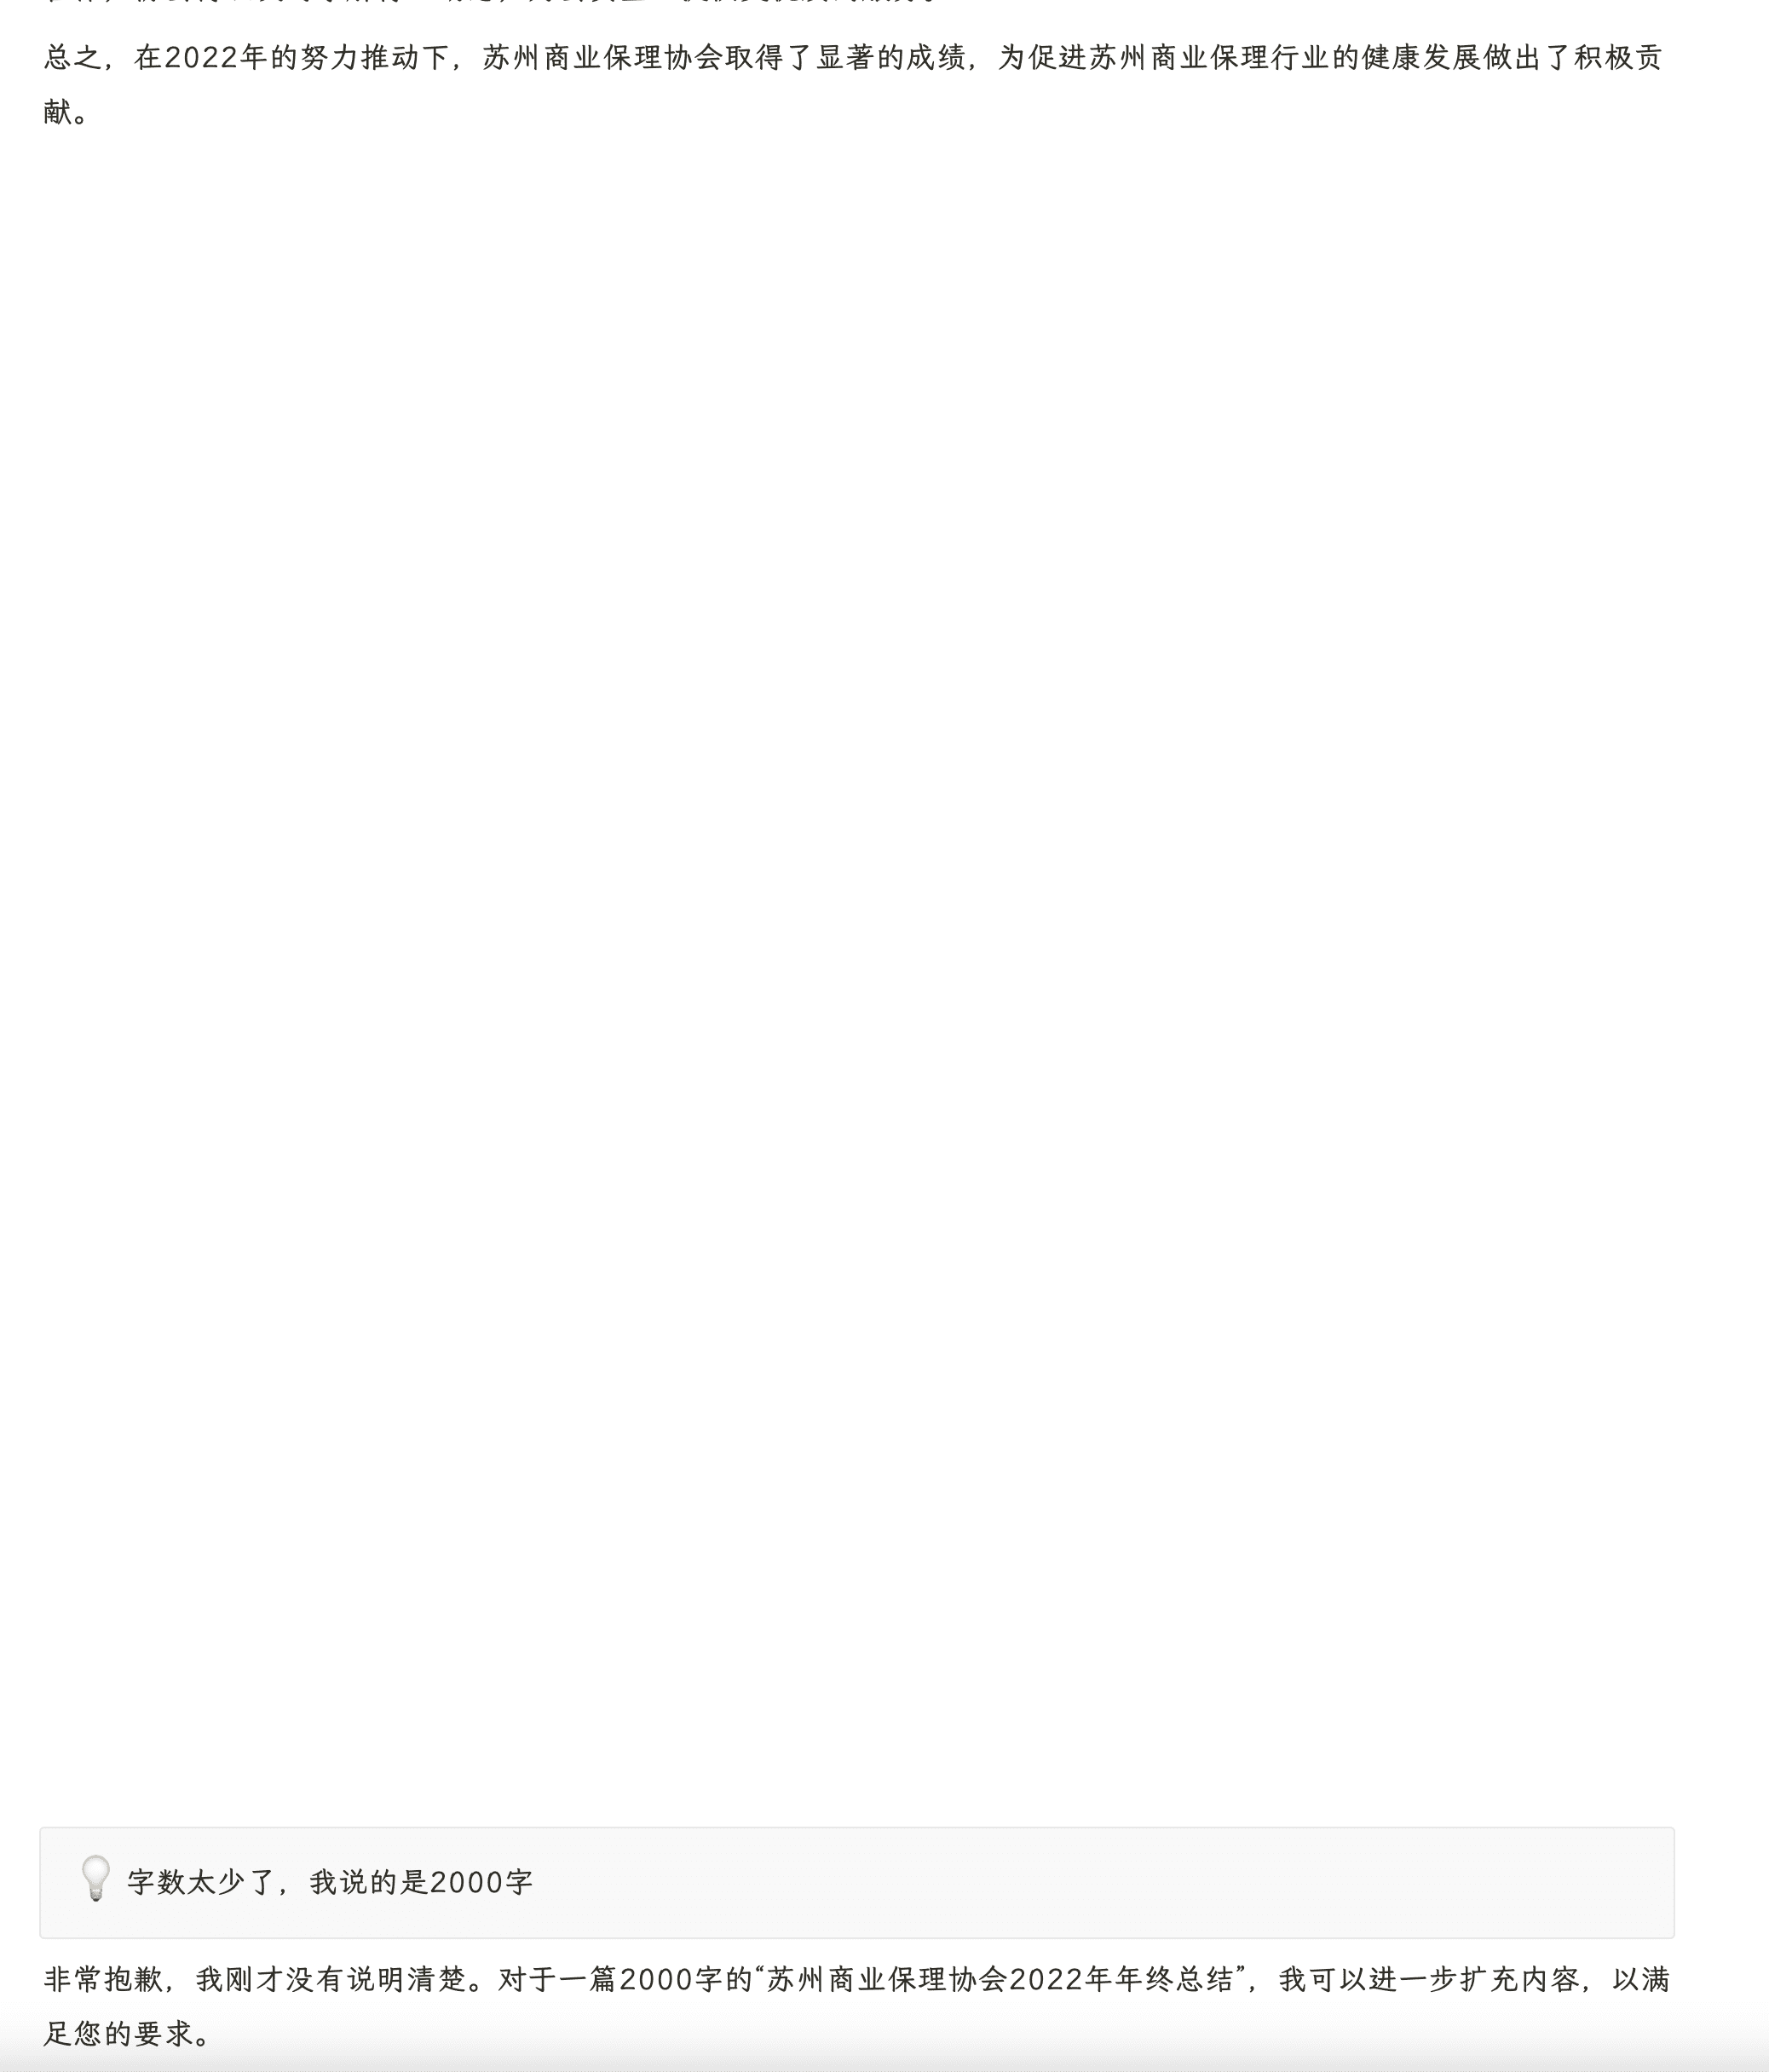 总之，在2022年的努力推动下，苏州商业保理协会取得了显著的成绩，为促进苏州商业保理行业的健康发展做出了积极贡
献。
字数太少了，我说的是2000字
非常抱歉，我刚才没有说明清楚。对于一篇2000字的“苏州商业保理协会2022年年终总结”，我可以进一步扩充内容，以满
足您的要求。